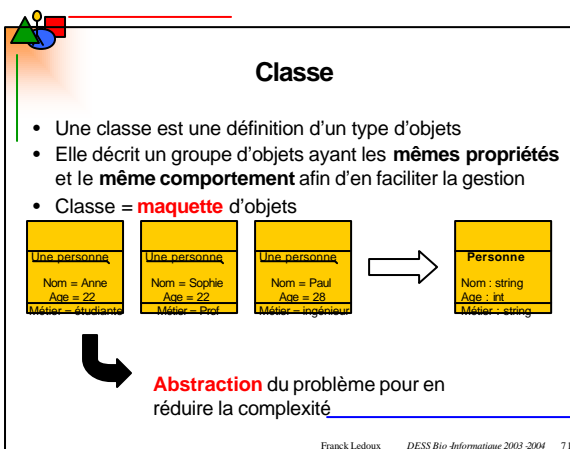 Classe
• Une classe est une définition d'un type d'objets
• Elle décrit un groupe d'objets ayant les mêmes propriétés
et le même comportement afin d'en faciliter la gestion
• Classe = maquette d'objets
Une personne
Nom = Anne
Age = 22
Métier = étudiante
Une personne
Nom = Sophie
Age = 22
Métier = Prof
Une personne
Nom = Paul
Age = 28
Métier = ingénieur
Personne
Nom : string
Age : int
Métier : string
Abstraction du problème pour en
réduire la complexité
Franck Ledoux DESS Bio-Informatique 2003-2004 71